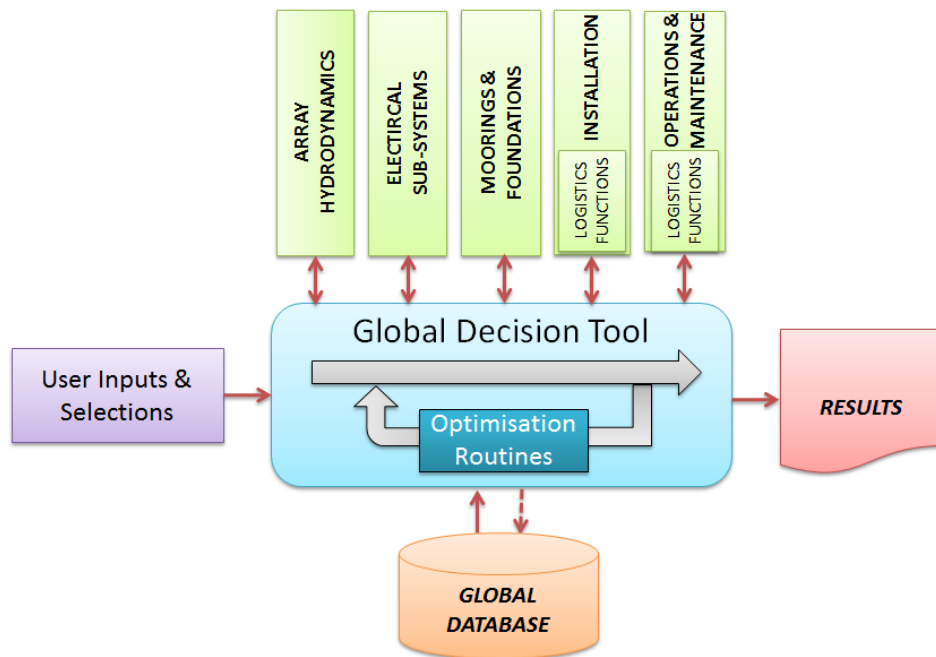 ARRAY
HYDRODYNAMICS
ELECTIRCAL
SUB-SYSTEMS
MOORINGS &
FOUNDATIONS
INSTALLATION
LOGISTICS
FUNCTIONS
OPERATIONS &
MAINTENANCE
LOGISTICS
FUNCTIONS
Global Decision Tool
User Inputs &
Selections
Optimisation
Routines
RESULTS
GLOBAL
DATABASE